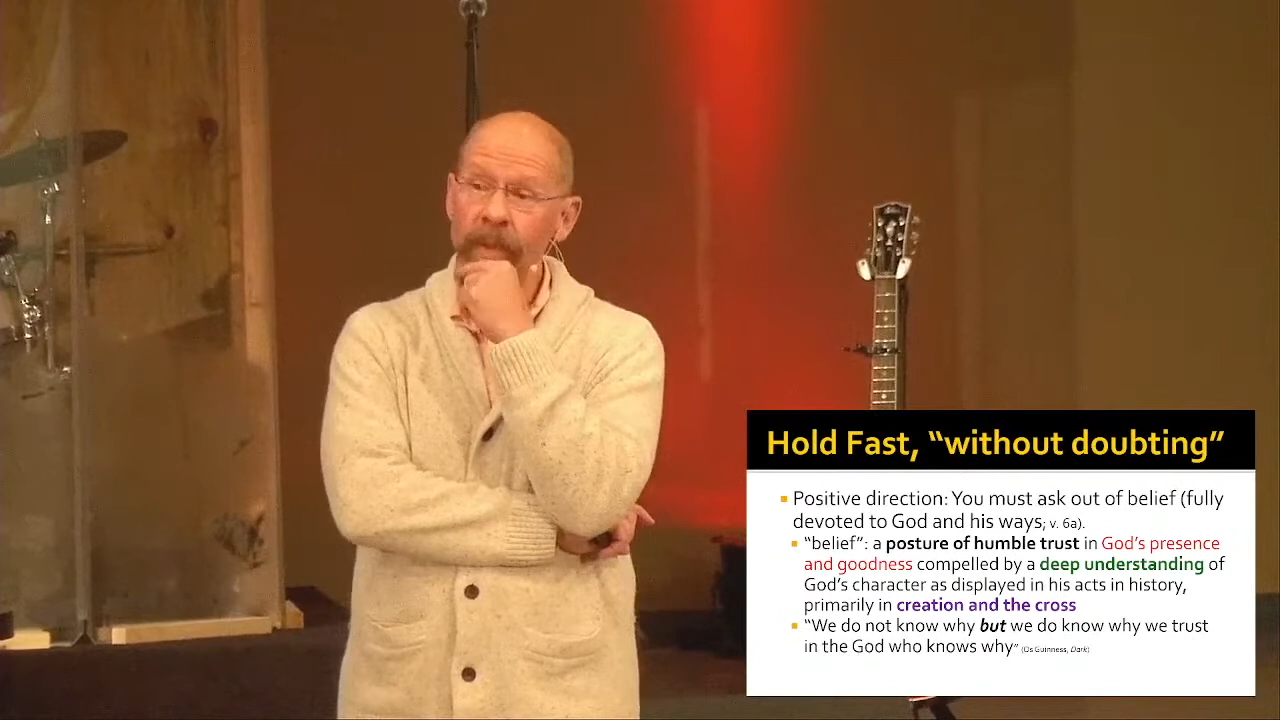 Hold Fast, “without doubting”
Positive direction: You must ask out of belief (fully
devoted to God and his ways; v. 6a).
“belief”: a posture of humble trust in God’s presence
and goodness compelled by a deep understanding of
God’s character as displayed in his acts in history,
primarily in creation and the cross
“We do not know why but we do know why we trust
in the God who knows why” (Os Guinness, Dark)